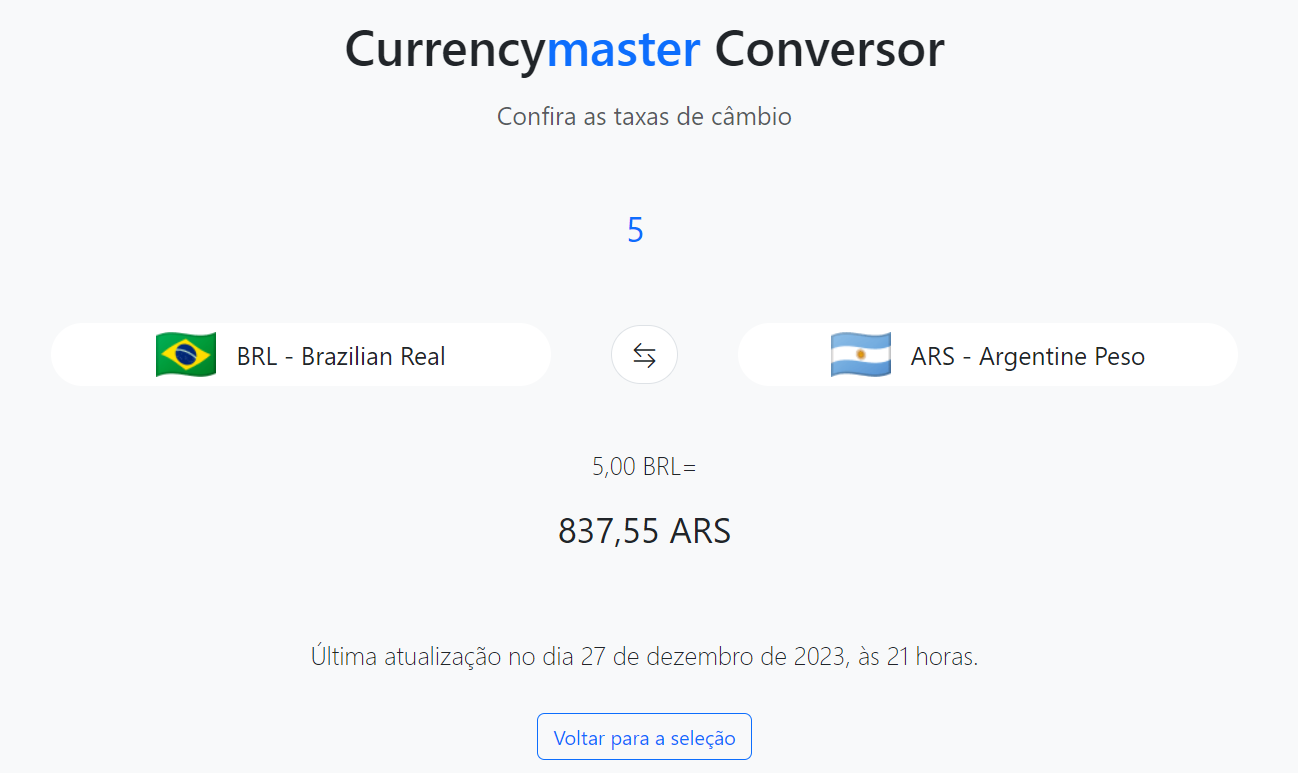 Currencymaster Conversor
Confira as taxas de câmbio
5
BRL - Brazilian Real
ARS - Argentine Peso
5,00 BRL=
837,55 ARS
Última atualização no dia 27 de dezembro de 2023, às 21 horas.
Voltar para a seleção